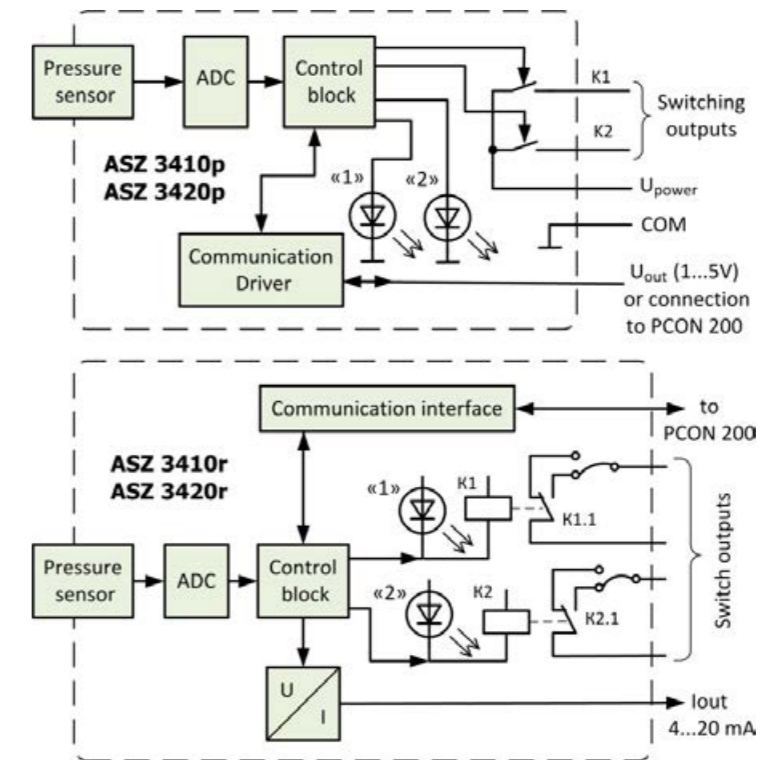 Pressure
sensor
ADC
Control
block
K1
K2
Switching
outputs
ASZ 3410p
ASZ 3420p
«1»
«2»
Upower
COM
Communication
Driver
Uout (1...5V)
or connection
to PCON 200
Communication interface
to
PCON 200
ASZ 3410r
ASZ 3420r
«1»
K1
K1.1
Pressure
sensor
ADC
Control
block
«2»
K2
K2.1
Switch outputs
U
I
Iout
4...20 mA